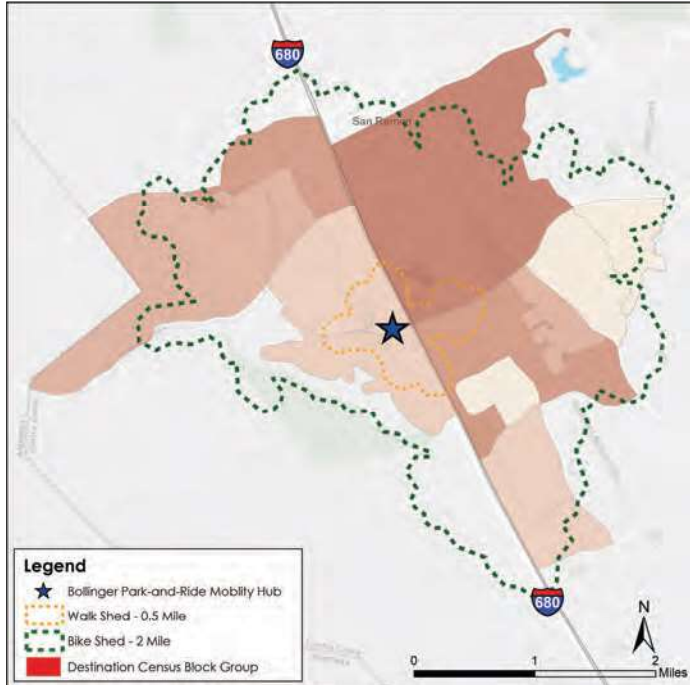 680
San Ramon
Legend
Bollinger Park-and-Ride Moblity Hub
Walk Shed - 0.5 Mile
Bike Shed - 2 Mile
Destination Census Block Group
680
N
0 1 2
Miles